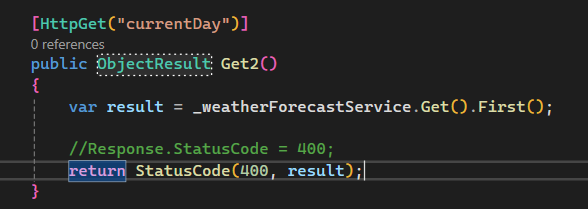 [HttpGet("currentDay")]
0 references
public ObjectResult Get2()
{
var result = _weatherForecastService.Get().First();
//Response.StatusCode = 400;
return StatusCode(400, result);
}